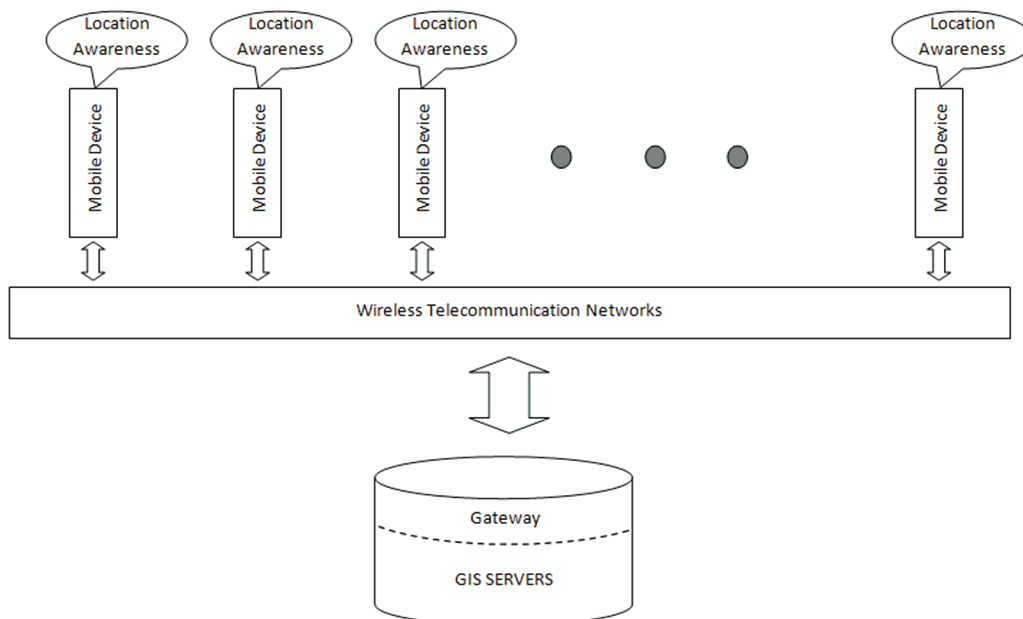 Location
Awareness
Location
Awareness
Location
Awareness
Location
Awareness
Mobile Device
Mobile Device
Mobile Device
Mobile Device
Wireless Telecommunication Networks
Gateway
GIS SERVERS